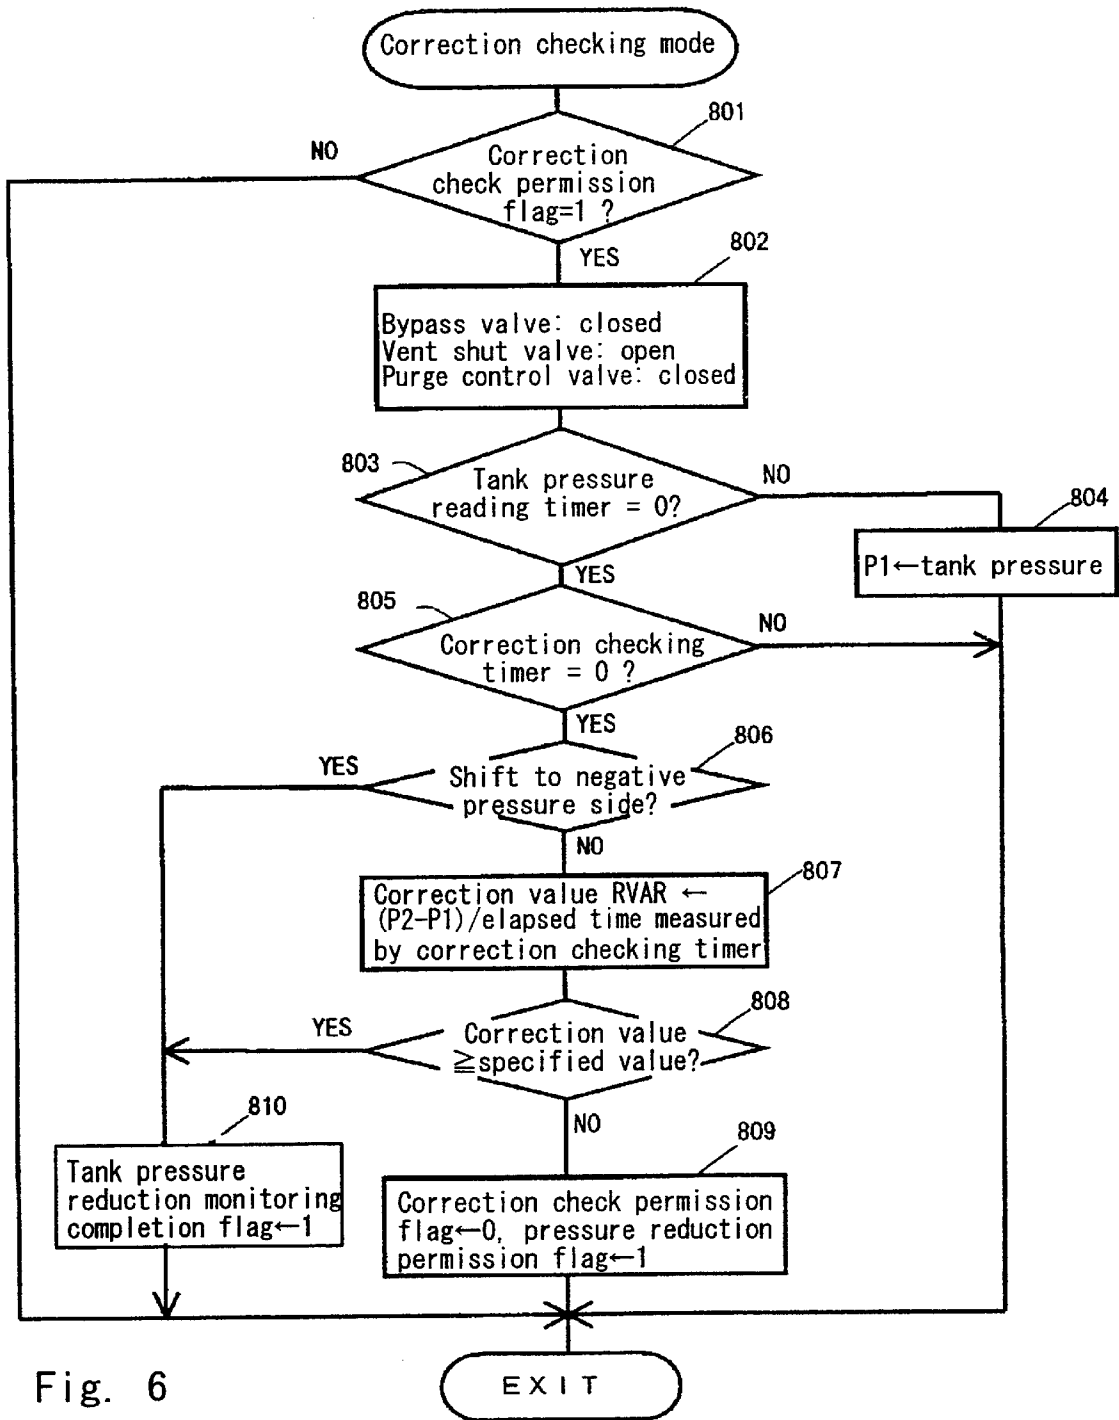 Correction checking mode
801
NO
Correction
check permission
flag=1 ?
YES
802
Bypass valve: closed
Vent shut valve: open
Purge control valve: closed
803
Tank pressure
reading timer = 0?
NO
804
P1←tank pressure
YES
805
Correction checking
timer = 0 ?
NO
YES
806
YES
Shift to negative
pressure side?
NO
807
Correction value RVAR ←
(P2-P1)/elapsed time measured
by correction checking timer
808
YES
Correction value
≧specified value?
NO
810
809
Tank pressure
reduction monitoring
completion flag←1
Correction check permission
flag←0, pressure reduction
permission flag←1
EXIT
Fig. 6